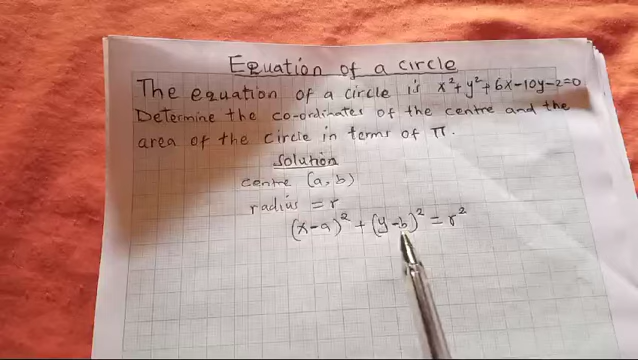 Equation of a circle
The equation of a circle is x²+y²+6x-10y-2=0
Determine the co-ordinates of the centre and the
area of the circle in terms of π.
Solution
centre (a, b)
radius = r
(x-a)² + (y-b)² = r²